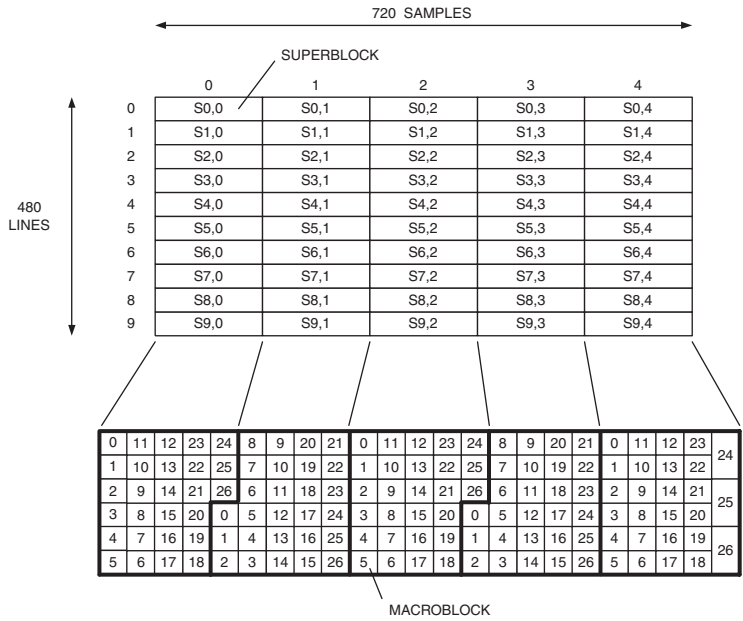 720 SAMPLES
SUPERBLOCK
0 1 2 3 4
0 S0,0 S0,1 S0,2 S0,3 S0,4
1 S1,0 S1,1 S1,2 S1,3 S1,4
2 S2,0 S2,1 S2,2 S2,3 S2,4
3 S3,0 S3,1 S3,2 S3,3 S3,4
480
LINES
4 S4,0 S4,1 S4,2 S4,3 S4,4
5 S5,0 S5,1 S5,2 S5,3 S5,4
6 S6,0 S6,1 S6,2 S6,3 S6,4
7 S7,0 S7,1 S7,2 S7,3 S7,4
8 S8,0 S8,1 S8,2 S8,3 S8,4
9 S9,0 S9,1 S9,2 S9,3 S9,4
0 11 12 23 24 8 9 20 21 0 11 12 23 24 8 9 20 21 0 11 12 23 24
1 10 13 22 25 7 10 19 22 1 10 13 22 25 7 10 19 22 1 10 13 22
2 9 14 21 26 6 11 18 23 2 9 14 21 26 6 11 18 23 2 9 14 21 25
3 8 15 20 0 5 12 17 24 3 8 15 20 0 5 12 17 24 3 8 15 20
4 7 16 19 1 4 13 16 25 4 7 16 19 1 4 13 16 25 4 7 16 19 26
5 6 17 18 2 3 14 15 26 5 6 17 18 2 3 14 15 26 5 6 17 18
MACROBLOCK